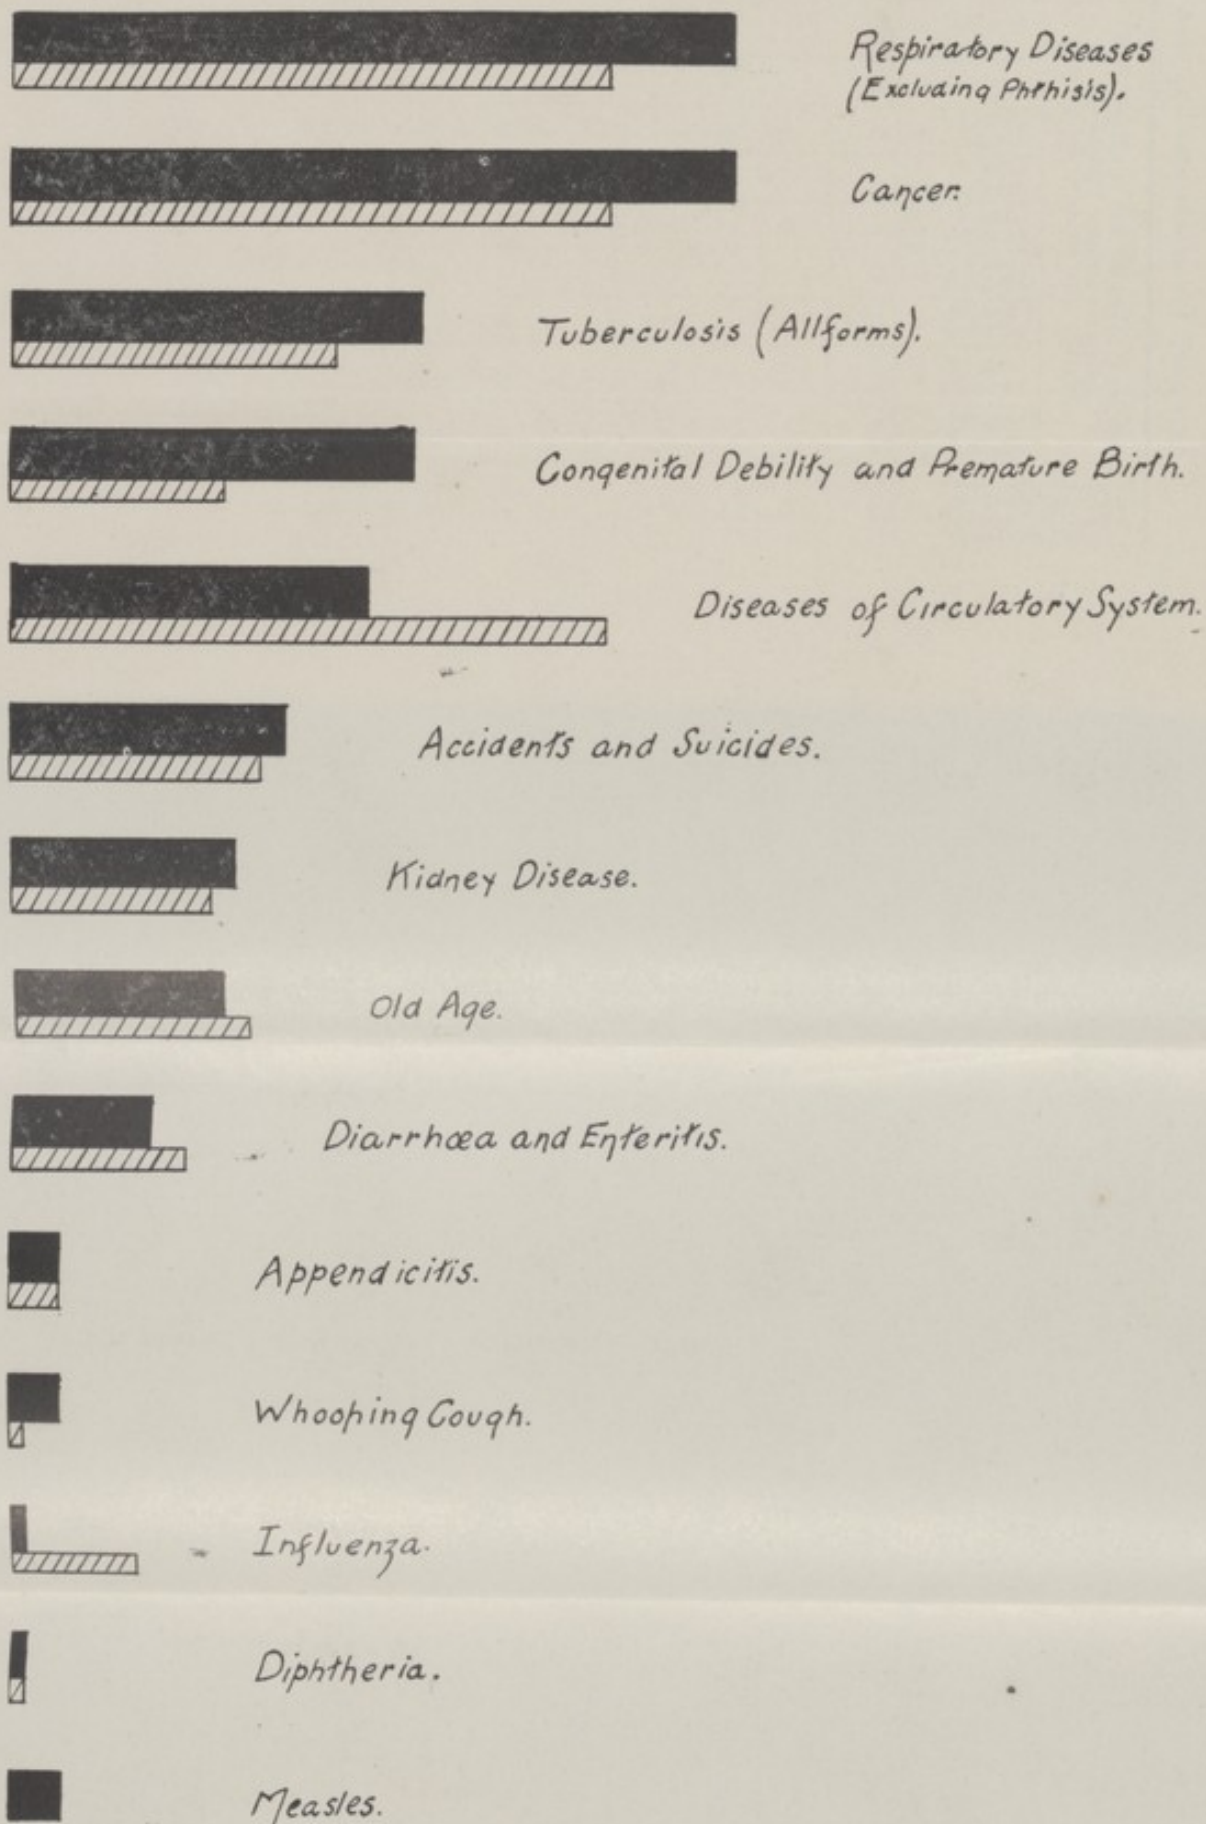 Respiratory Diseases
(Excluding Phthisis).
Cancer.
Tuberculosis (All forms).
Congenital Debility and Premature Birth.
Diseases of Circulatory System.
Accidents and Suicides.
Kidney Disease.
Old Age.
Diarrhœa and Enteritis.
Appendicitis.
Whooping Cough.
Influenza.
Diphtheria.
Measles.